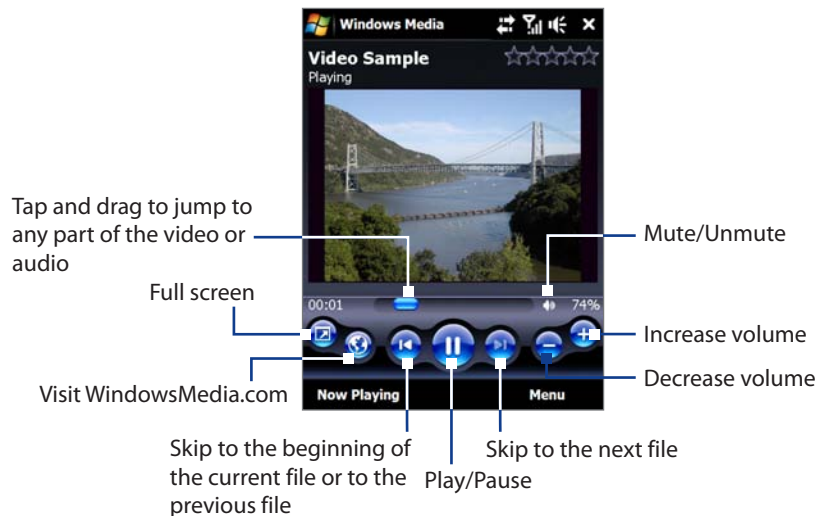 Windows Media
Video Sample
Playing
Tap and drag to jump to
any part of the video or
audio
Mute/Unmute
Full screen
00:01
74%
Increase volume
Visit WindowsMedia.com
Decrease volume
Now Playing
Menu
Skip to the beginning of
the current file or to the
previous file
Play/Pause
Skip to the next file